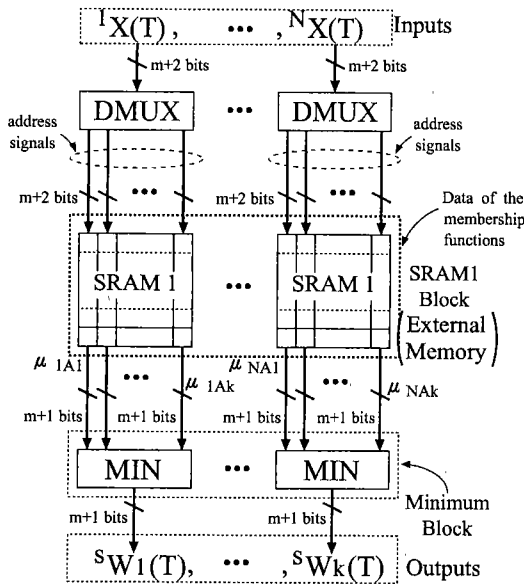 1X(T), ... , NX(T) Inputs
m+2 bits m+2 bits
DMUX ... DMUX
address signals
address signals
m+2 bits ... m+2 bits ...
Data of the membership functions
SRAM 1 ... SRAM 1
SRAM1 Block
(External Memory)
μ 1A1 ... μ 1Ak μ NA1 ... μ NAk
m+1 bits m+1 bits m+1 bits m+1 bits
MIN ... MIN
m+1 bits m+1 bits
Minimum Block
SW1(T), ... , SWk(T) Outputs